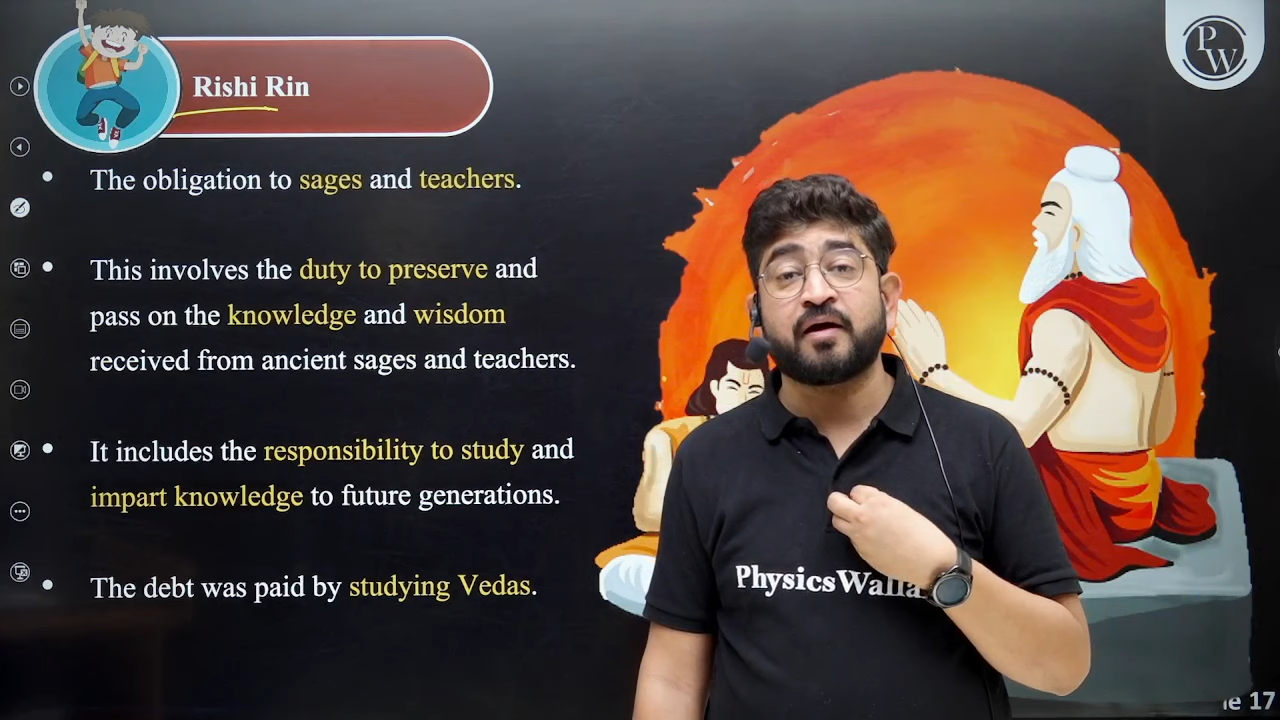 Rishi Rin
The obligation to sages and teachers.
This involves the duty to preserve and
pass on the knowledge and wisdom
received from ancient sages and teachers.
It includes the responsibility to study and
impart knowledge to future generations.
The debt was paid by studying Vedas.
PW
PhysicsWalla
17